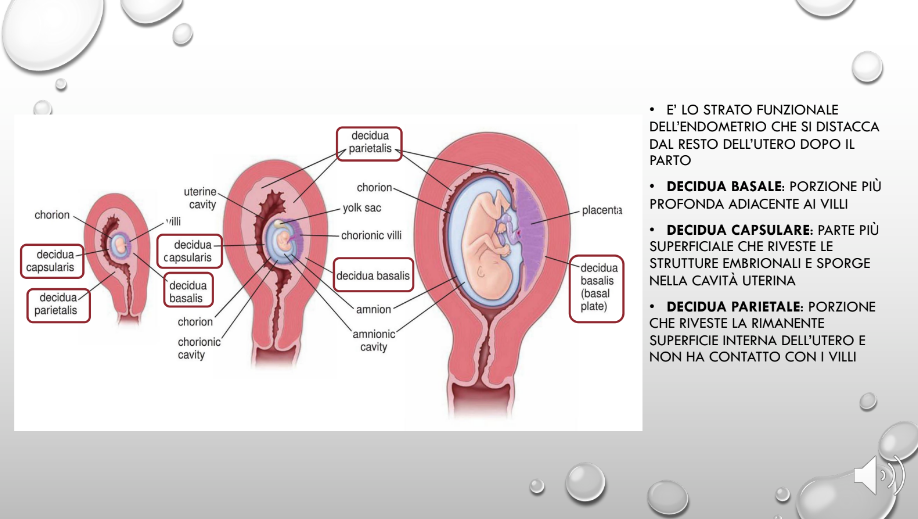 decidua
parietalis
uterine
cavity
chorion
chorion
villi
yolk sac
placenta
chorionic villi
decidua
capsularis
decidua
capsularis
decidua basalis
decidua
basalis
(basal
plate)
decidua
basalis
decidua
parietalis
amnion
chorion
amnionic
cavity
chorionic
cavity
• E' LO STRATO FUNZIONALE
DELL'ENDOMETRIO CHE SI DISTACCA
DAL RESTO DELL'UTERO DOPO IL
PARTO
• DECIDUA BASALE: PORZIONE PIÙ
PROFONDA ADIACENTE AI VILLI
• DECIDUA CAPSULARE: PARTE PIÙ
SUPERFICIALE CHE RIVESTE LE
STRUTTURE EMBRIONALI E SPORGE
NELLA CAVITÀ UTERINA
• DECIDUA PARIETALE: PORZIONE
CHE RIVESTE LA RIMANENTE
SUPERFICIE INTERNA DELL'UTERO E
NON HA CONTATTO CON I VILLI